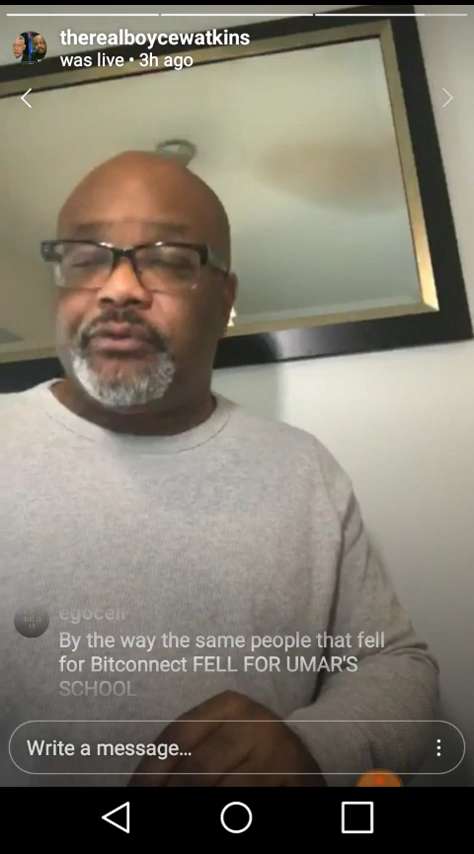 therealboycewatkins
was live • 3h ago
egocell
By the way the same people that fell
for Bitconnect FELL FOR UMAR'S
SCHOOL
Write a message...